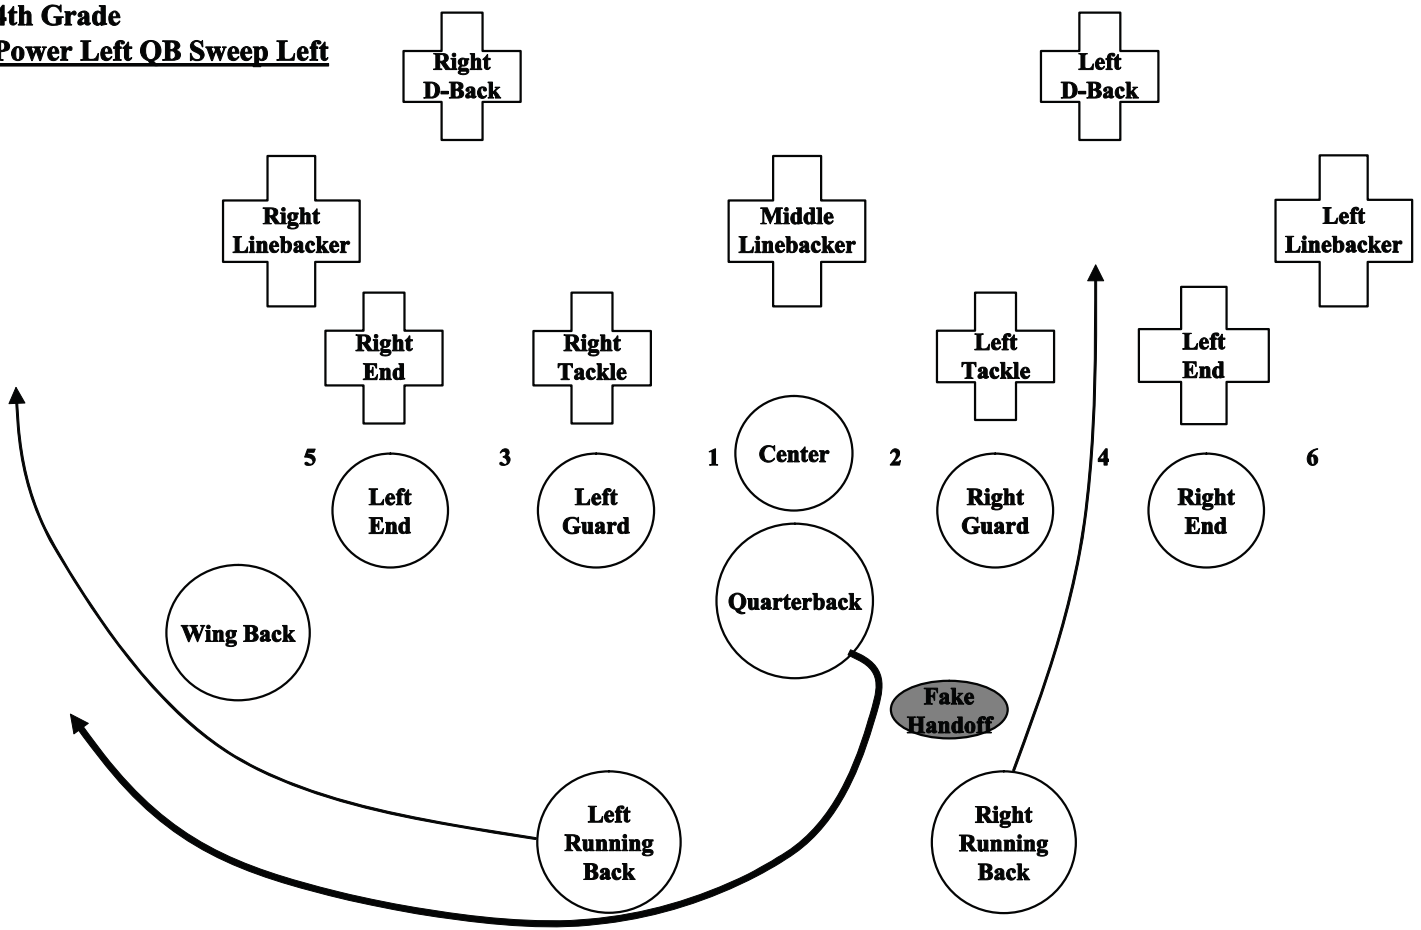 4th Grade
Power Left QB Sweep Left
Right
D-Back
Left
D-Back
Right
Linebacker
Middle
Linebacker
Left
Linebacker
Right
End
Right
Tackle
Left
Tackle
Left
End
5
3
1
Center
2
4
6
Left
End
Left
Guard
Right
Guard
Right
End
Wing Back
Quarterback
Fake
Handoff
Left
Running
Back
Right
Running
Back